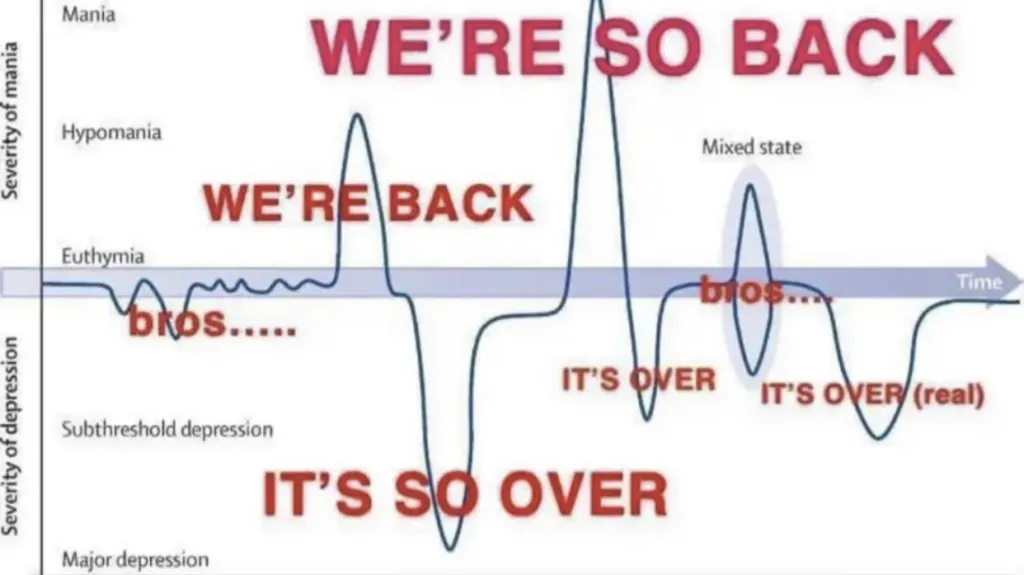 Mania
WE'RE SO BACK
Severity of mania
Hypomania
Mixed state
WE'RE BACK
Euthymia
Time
bros....
bros.....
IT'S OVER
IT'S OVER (real)
Severity of depression
Subthreshold depression
IT'S SO OVER
Major depression